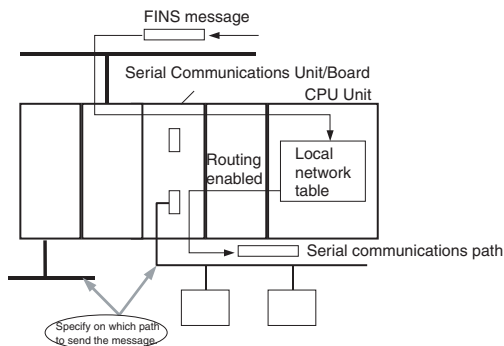 FINS message
Serial Communications Unit/Board
CPU Unit
Routing
enabled
Local
network
table
Serial communications path
Specify on which path
to send the message.